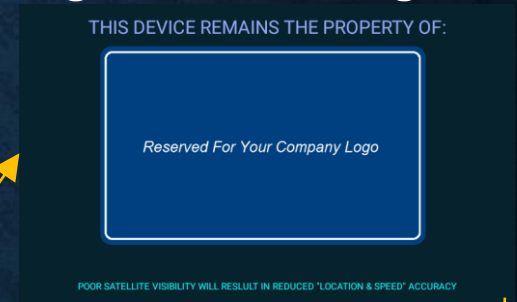 THIS DEVICE REMAINS THE PROPERTY OF:
Reserved For Your Company Logo
POOR SATELLITE VISIBILITY WILL RESLULT IN REDUCED "LOCATION & SPEED" ACCURACY